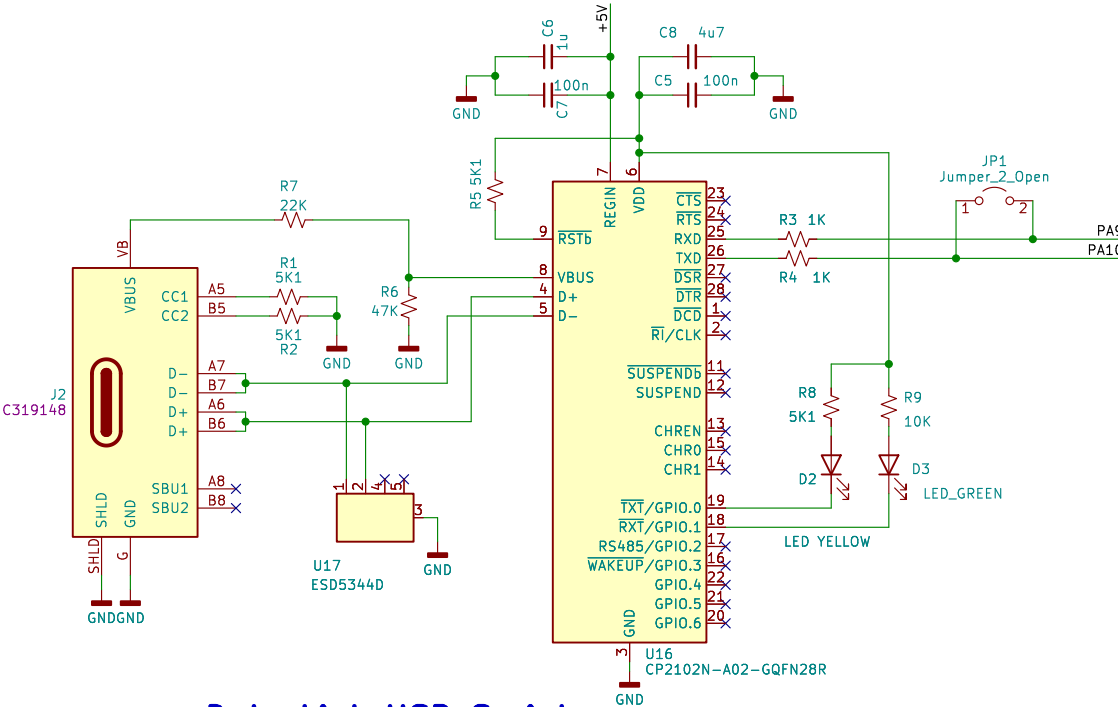 +5V
C6
1u
C8
4u7
100n
C7
C5
100n
GND
GND
R5 5K1
7
6
REGIN
VDD
JP1
Jumper_2_Open
1
2
R7
22K
VB
VBUS
9
RSTb
8
VBUS
4
D+
5
D-
CTS
23
RTS
24
RXD
25
TXD
26
DSR
27
DTR
28
DCD
1
RI/CLK
2
SUSPENDb
11
SUSPEND
12
CHREN
13
CHR0
15
CHR1
14
TXT/GPIO.0
19
RXT/GPIO.1
18
RS485/GPIO.2
17
WAKEUP/GPIO.3
16
GPIO.4
22
GPIO.5
21
GPIO.6
20
GND
3
GND
U16
CP2102N-A02-GQFN28R
R3 1K
R4 1K
PA9
PA10
R1
5K1
5K1
R2
CC1
A5
CC2
B5
GND
R6
47K
GND
D-
A7
D-
B7
D+
A6
D+
B6
J2
C319148
SBU1
A8
SBU2
B8
SHLD
GND
SHLD
G
GND
GND
1
2
4
5
3
U17
ESD5344D
GND
R8
5K1
R9
10K
D2
D3
LED_GREEN
LED YELLOW